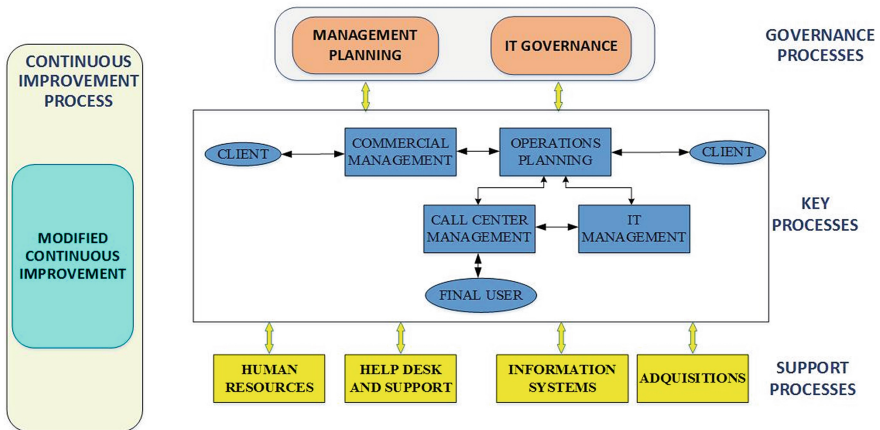 CONTINUOUS
IMPROVEMENT
PROCESS
MODIFIED
CONTINUOUS
IMPROVEMENT
MANAGEMENT
PLANNING
IT GOVERNANCE
GOVERNANCE
PROCESSES
CLIENT
COMMERCIAL
MANAGEMENT
OPERATIONS
PLANNING
CLIENT
CALL CENTER
MANAGEMENT
IT
MANAGEMENT
FINAL USER
KEY
PROCESSES
HUMAN
RESOURCES
HELP DESK
AND SUPPORT
INFORMATION
SYSTEMS
ADQUISITIONS
SUPPORT
PROCESSES